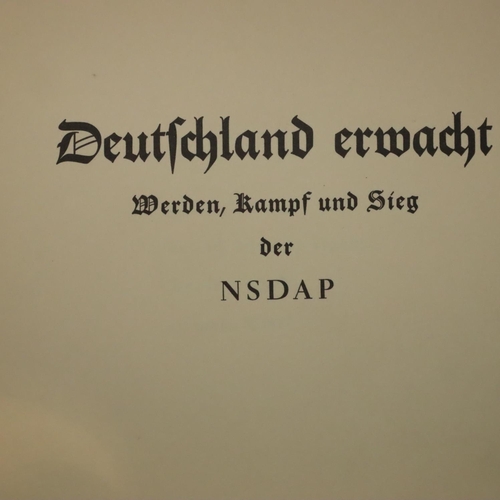 Deutſchland erwacht
Werden, Kampf und Sieg
der
NSDAP